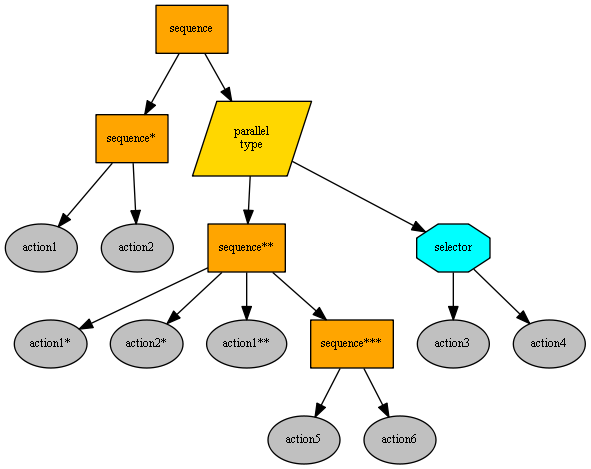 sequence
sequence*
parallel
type
action1
action2
sequence**
selector
action1*
action2*
action1**
sequence***
action3
action4
action5
action6